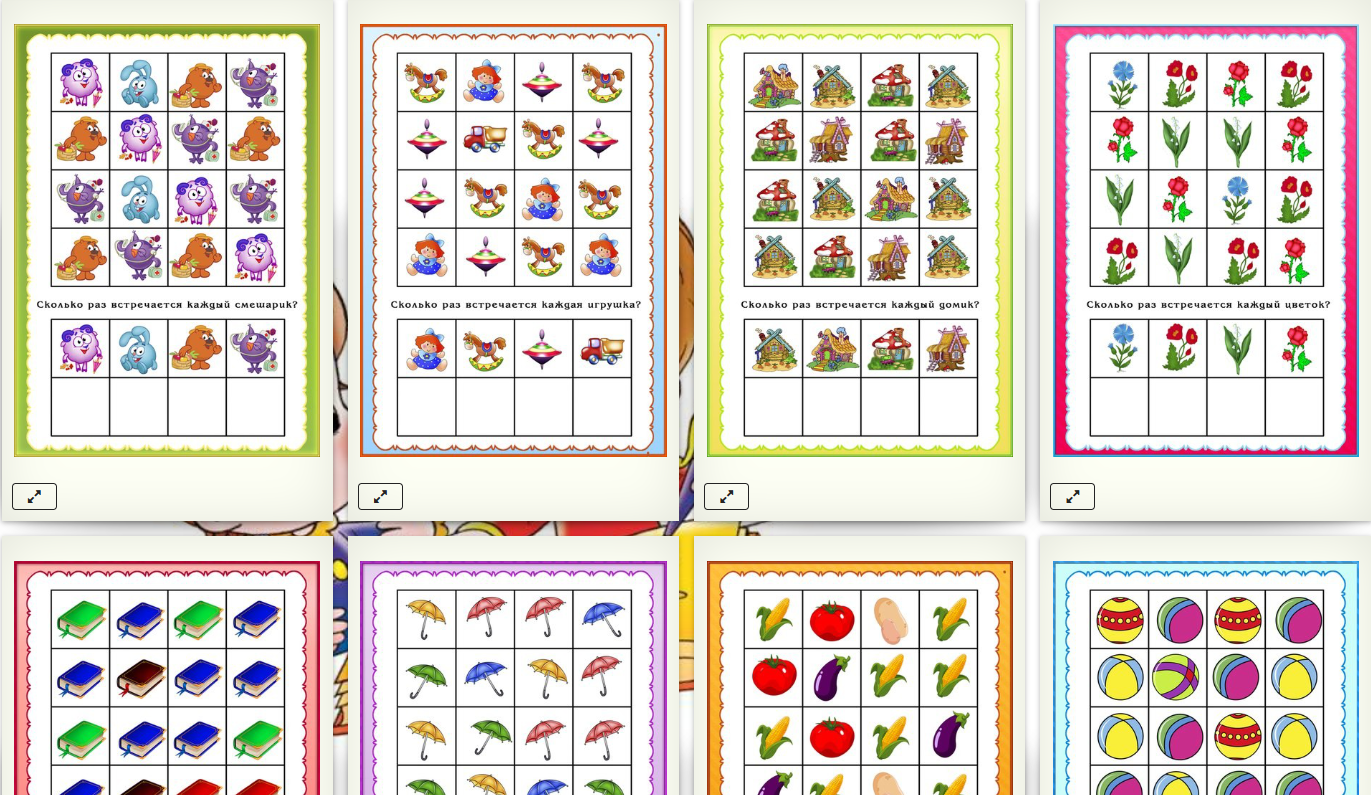 Сколько раз встречается каждый смешарик?
Сколько раз встречается каждая игрушка?
Сколько раз встречается каждый домик?
Сколько раз встречается каждый цветок?